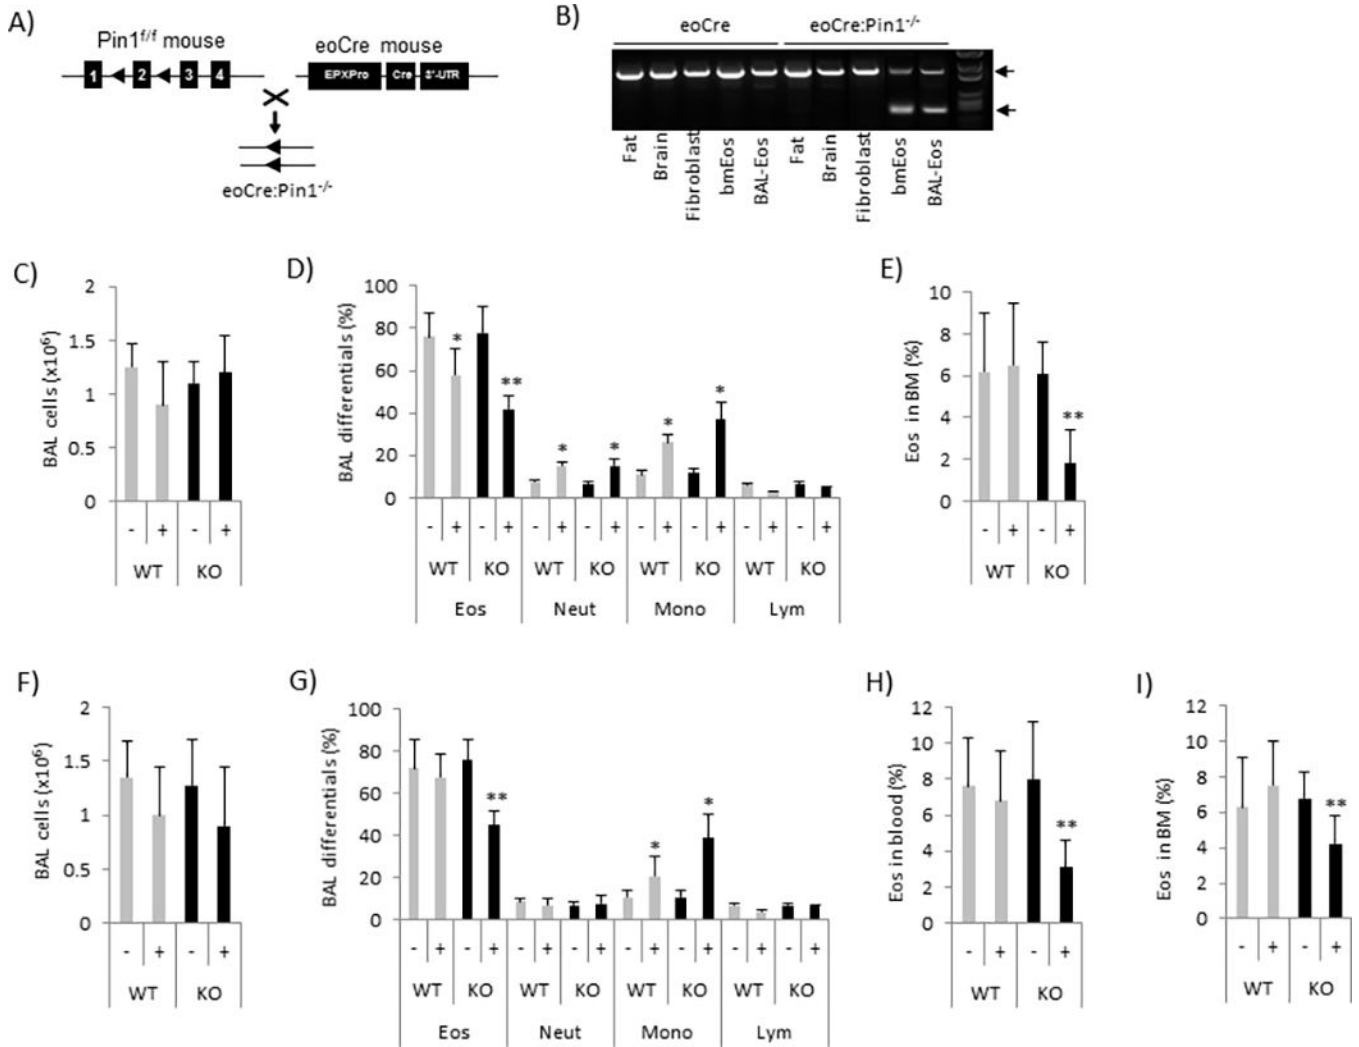 A)
Pin1f/f mouse
eoCre mouse
1 2 3 4
EPXPro Cre 3'-UTR
eoCre:Pin1-/-
B)
eoCre eoCre:Pin1-/-
Fat
Brain
Fibroblast
bmEos
BAL-Eos
Fat
Brain
Fibroblast
bmEos
BAL-Eos
C)
BAL cells (x10⁶)
2
1.5
1
0.5
0
- + - +
WT KO
D)
BAL differentials (%)
100
80
60
40
20
0
* ** * * * *
- + - + - + - + - + - + - + - +
WT KO WT KO WT KO WT KO
Eos Neut Mono Lym
E)
Eos in BM (%)
10
8
6
4
2
0
**
- + - +
WT KO
F)
BAL cells (x10⁶)
2
1.5
1
0.5
0
- + - +
WT KO
G)
BAL differentials (%)
100
80
60
40
20
0
** * *
- + - + - + - + - + - + - + - +
WT KO WT KO WT KO WT KO
Eos Neut Mono Lym
H)
Eos in blood (%)
12
10
8
6
4
2
0
**
- + - +
WT KO
I)
Eos in BM (%)
12
10
8
6
4
2
0
**
- + - +
WT KO